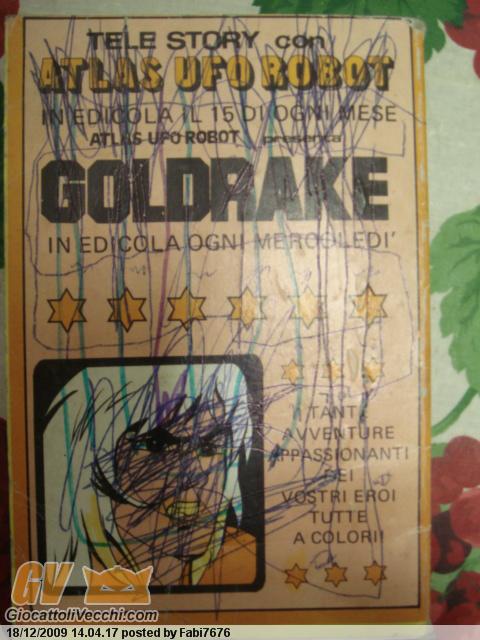 TELE STORY con
ATLAS UFO ROBOT
IN EDICOLA IL 15 DI OGNI MESE
ATLAS UFO ROBOT presenta
GOLDRAKE
IN EDICOLA OGNI MERCOLEDI'
TANTE
AVVENTURE
APPASSIONANTI
DEI
VOSTRI EROI
TUTTE
A COLORI!
GV
GiocattoliVecchi.com
18/12/2009 14.04.17 posted by Fabi7676